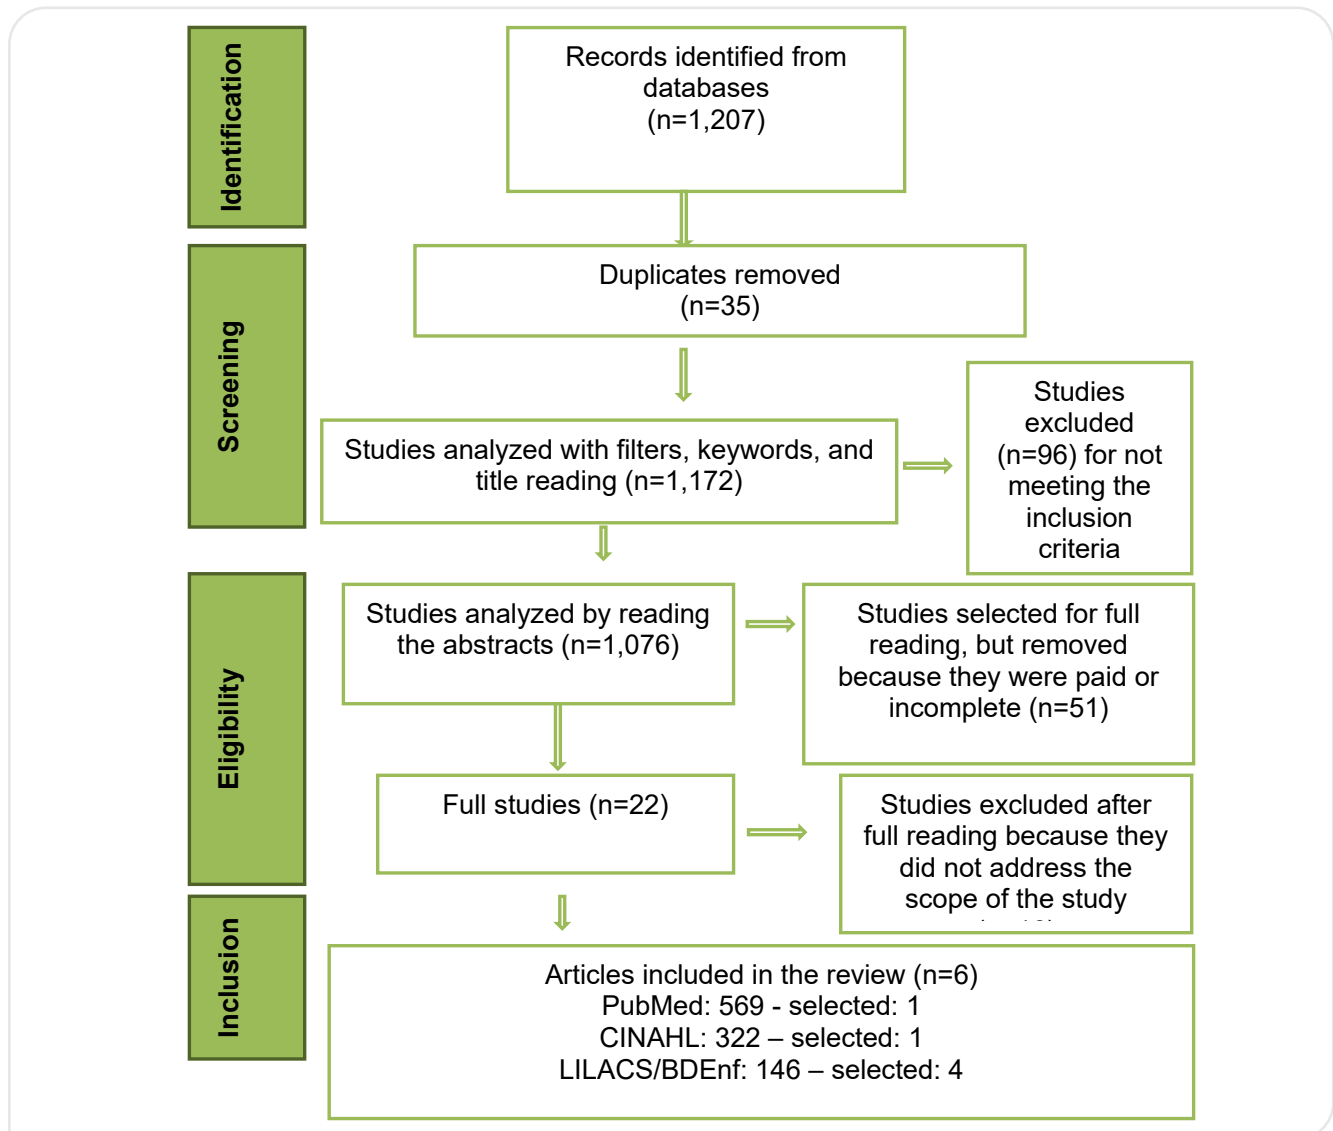 Identification
Records identified from
databases
(n=1,207)
Screening
Duplicates removed
(n=35)
Studies analyzed with filters, keywords, and
title reading (n=1,172)
Studies
excluded
(n=96) for not
meeting the
inclusion
criteria
Eligibility
Studies analyzed by reading
the abstracts (n=1,076)
Studies selected for full
reading, but removed
because they were paid or
incomplete (n=51)
Full studies (n=22)
Studies excluded after
full reading because they
did not address the
scope of the study
Inclusion
Articles included in the review (n=6)
PubMed: 569 - selected: 1
CINAHL: 322 – selected: 1
LILACS/BDEnf: 146 – selected: 4